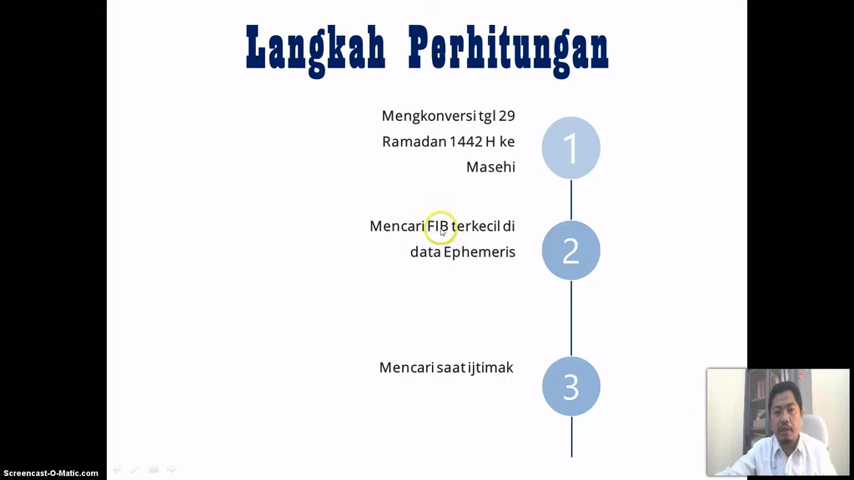 Langkah Perhitungan
Mengkonversi tgl 29
Ramadan 1442 H ke
Masehi
1
Mencari FIB terkecil di
data Ephemeris
2
Mencari saat ijtimak
3
Screencast-O-Matic.com